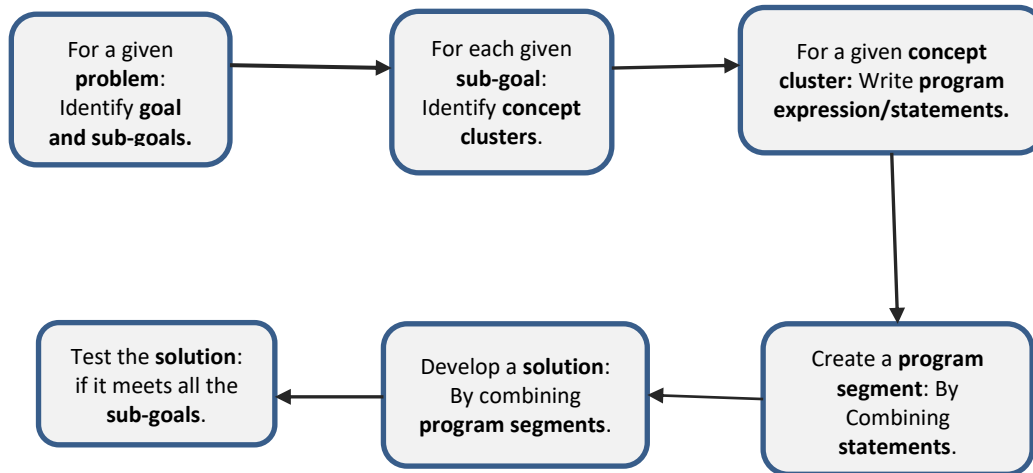 For a given
problem:
Identify goal
and sub-goals.
For each given
sub-goal:
Identify concept
clusters.
For a given concept
cluster: Write program
expression/statements.
Create a program
segment: By
Combining
statements.
Develop a solution:
By combining
program segments.
Test the solution:
if it meets all the
sub-goals.